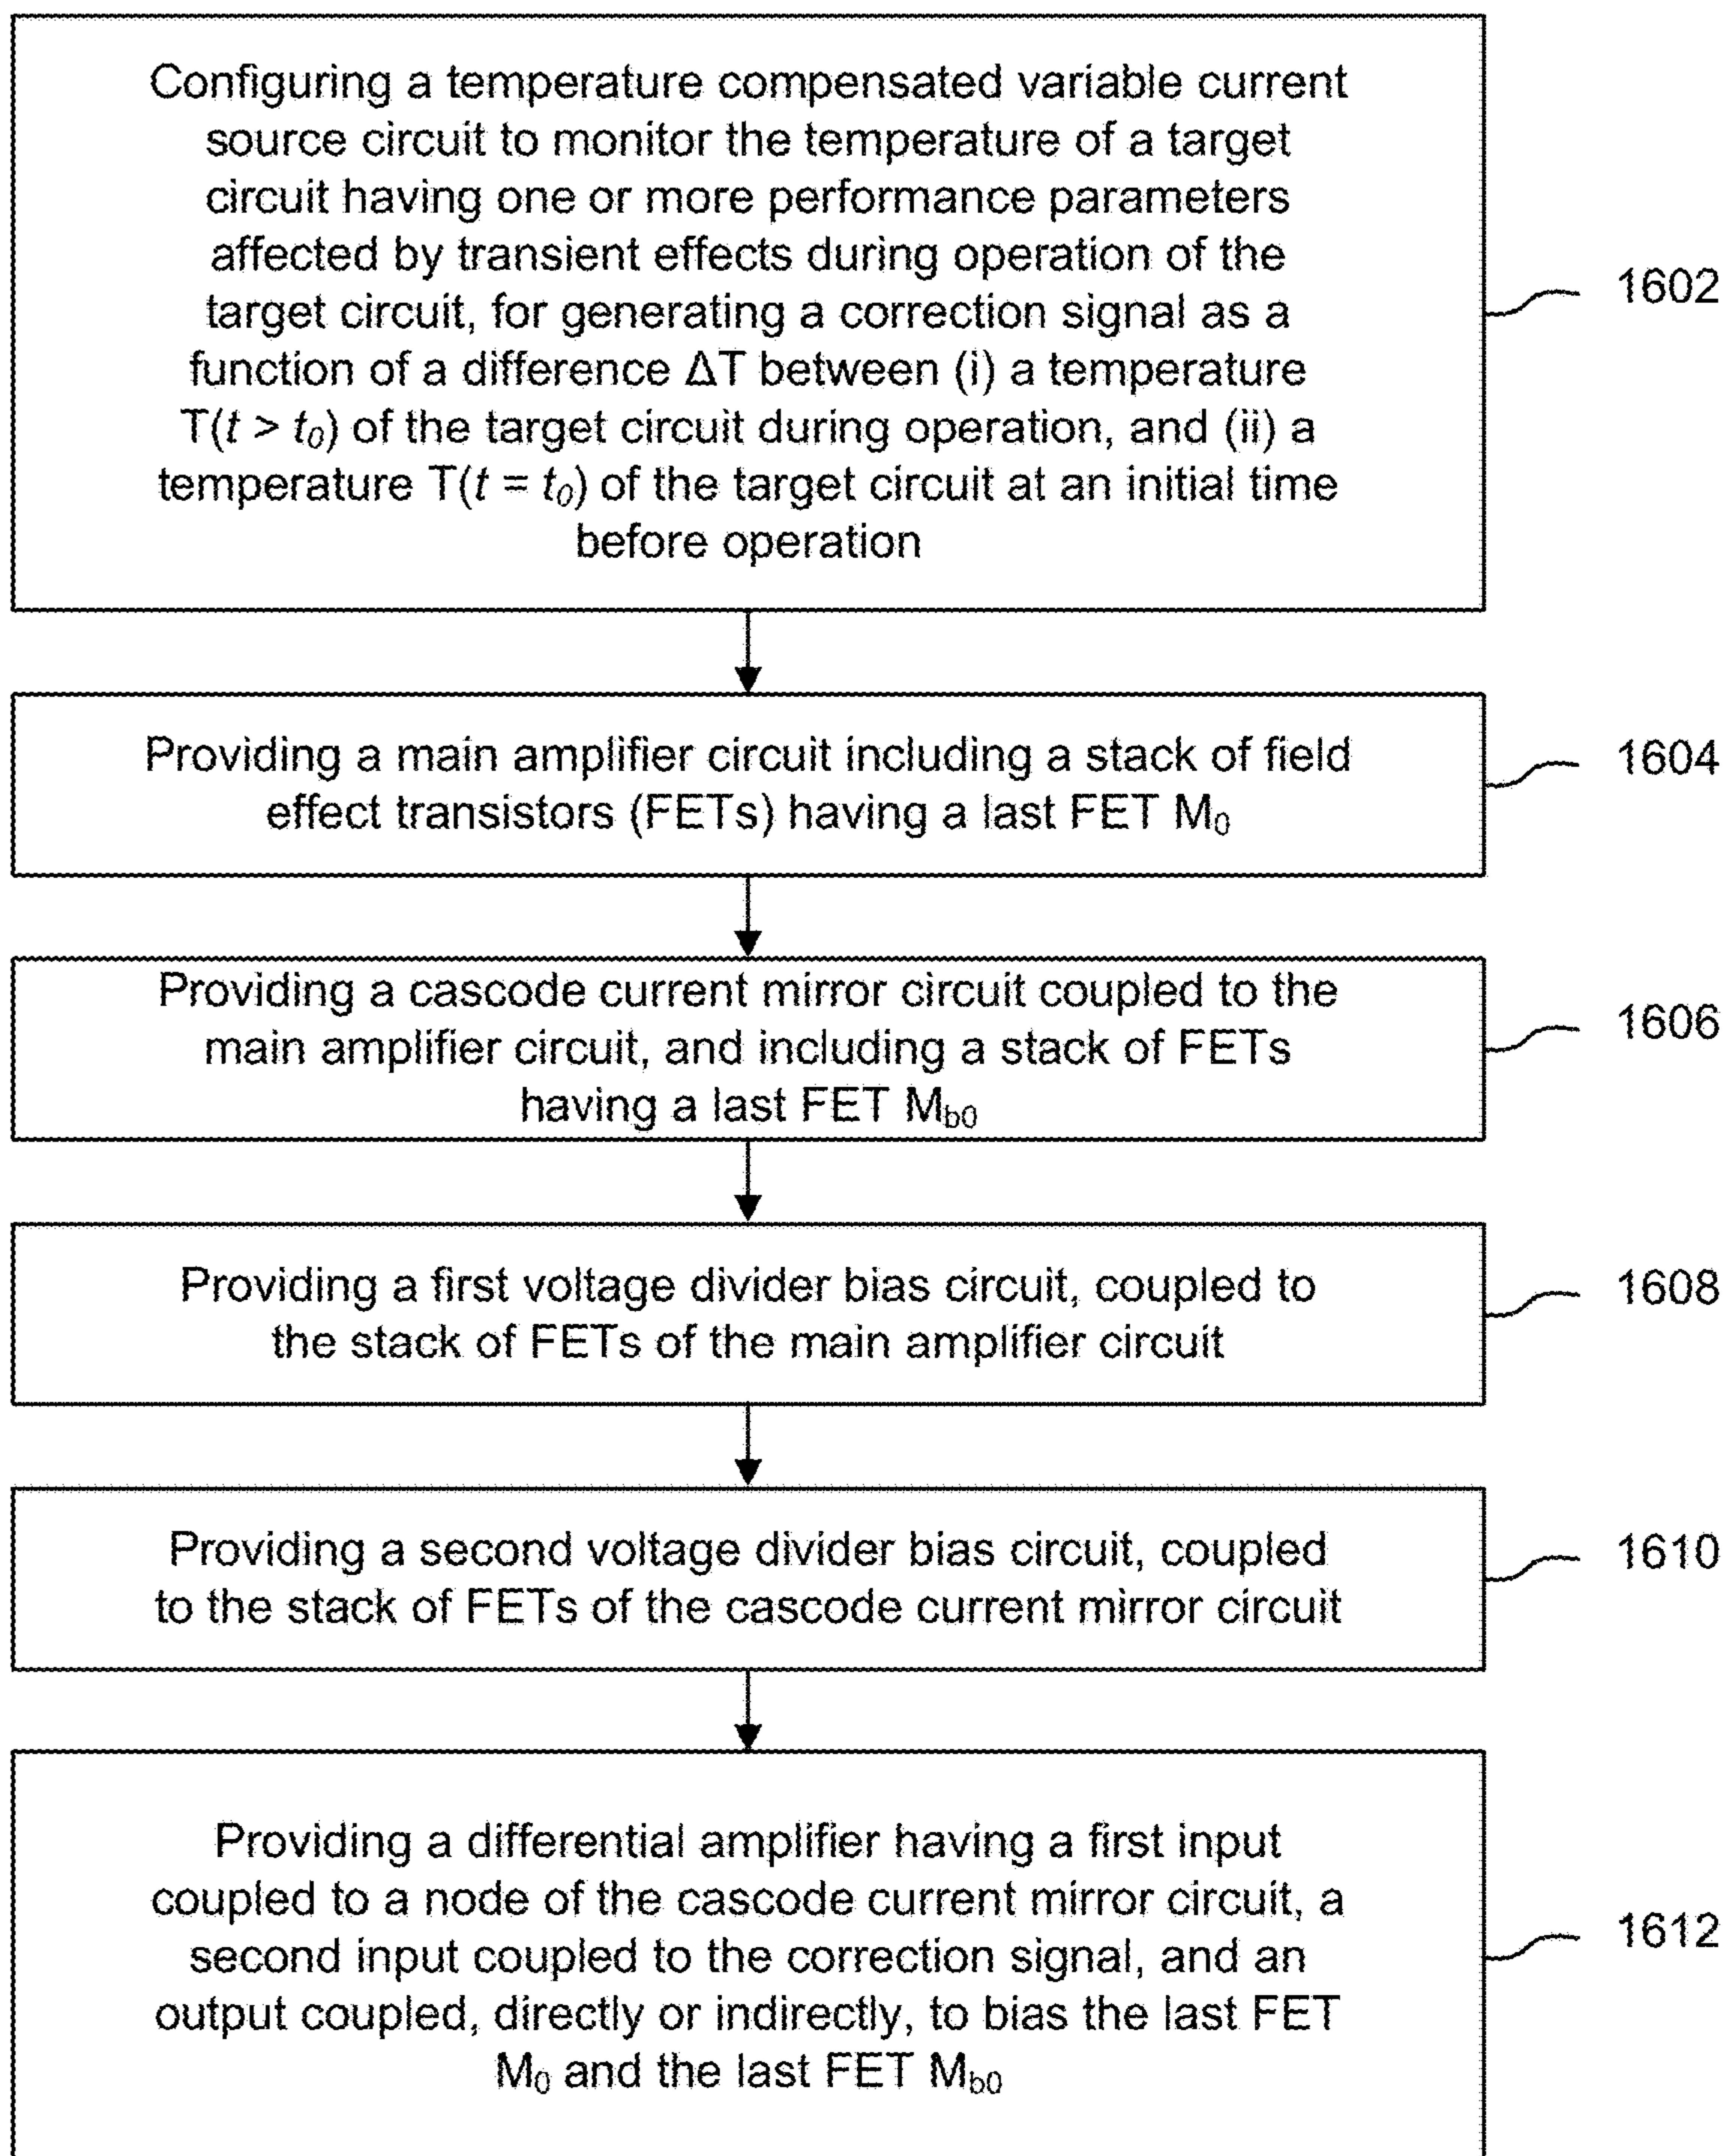 Configuring a temperature compensated variable current
source circuit to monitor the temperature of a target
circuit having one or more performance parameters
affected by transient effects during operation of the
target circuit, for generating a correction signal as a
function of a difference ΔT between (i) a temperature
T(t > t₀) of the target circuit during operation, and (ii) a
temperature T(t = t₀) of the target circuit at an initial time
before operation
1602
Providing a main amplifier circuit including a stack of field
effect transistors (FETs) having a last FET M₀
1604
Providing a cascode current mirror circuit coupled to the
main amplifier circuit, and including a stack of FETs
having a last FET M_b0
1606
Providing a first voltage divider bias circuit, coupled to
the stack of FETs of the main amplifier circuit
1608
Providing a second voltage divider bias circuit, coupled
to the stack of FETs of the cascode current mirror circuit
1610
Providing a differential amplifier having a first input
coupled to a node of the cascode current mirror circuit, a
second input coupled to the correction signal, and an
output coupled, directly or indirectly, to bias the last FET
M₀ and the last FET M_b0
1612